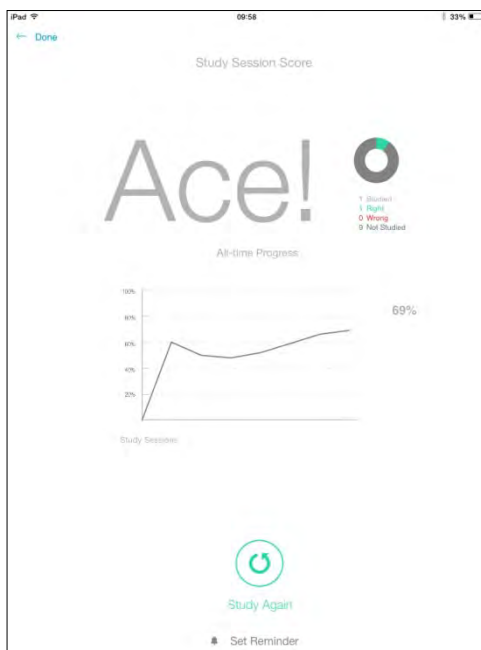 iPad 09:58 33%
← Done
Study Session Score
Ace!
1 Studied
1 Right
0 Wrong
9 Not Studied
All-time Progress
100%
80%
60%
40%
20%
69%
Study Sessions
Study Again
Set Reminder